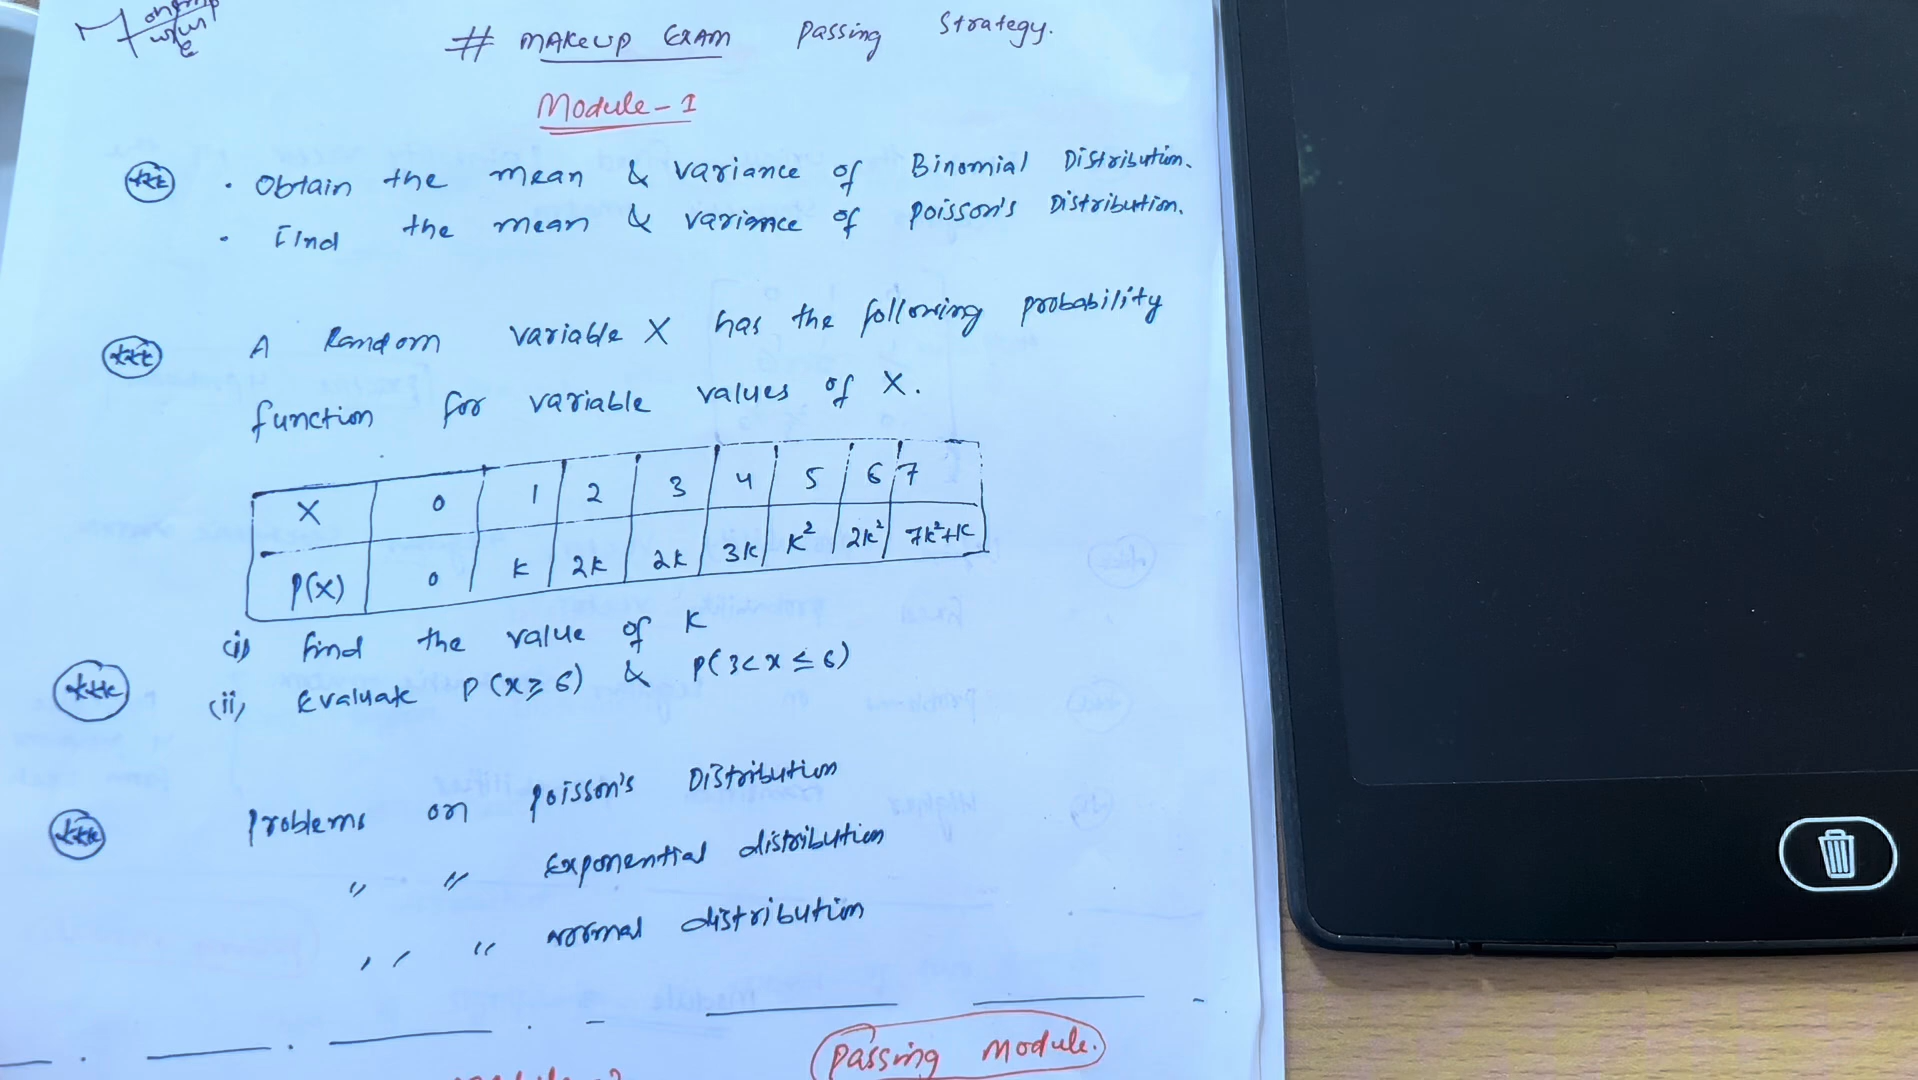 # MAKEUP EXAM Passing Strategy.
Module - 1
*** • Obtain the mean & variance of Binomial Distribution.
• Find the mean & variance of Poisson's Distribution.
*** A Random variable X has the following probability
function for variable values of X.
X 0 1 2 3 4 5 6 7
P(X) 0 K 2K 2K 3K K² 2K² 7K²+K
(i) Find the value of K
*** (ii) Evaluate P(x ≥ 6) & P(3 < x ≤ 6)
*** Problems on Poisson's Distribution
" " Exponential distribution
" " Normal distribution
Passing Module.